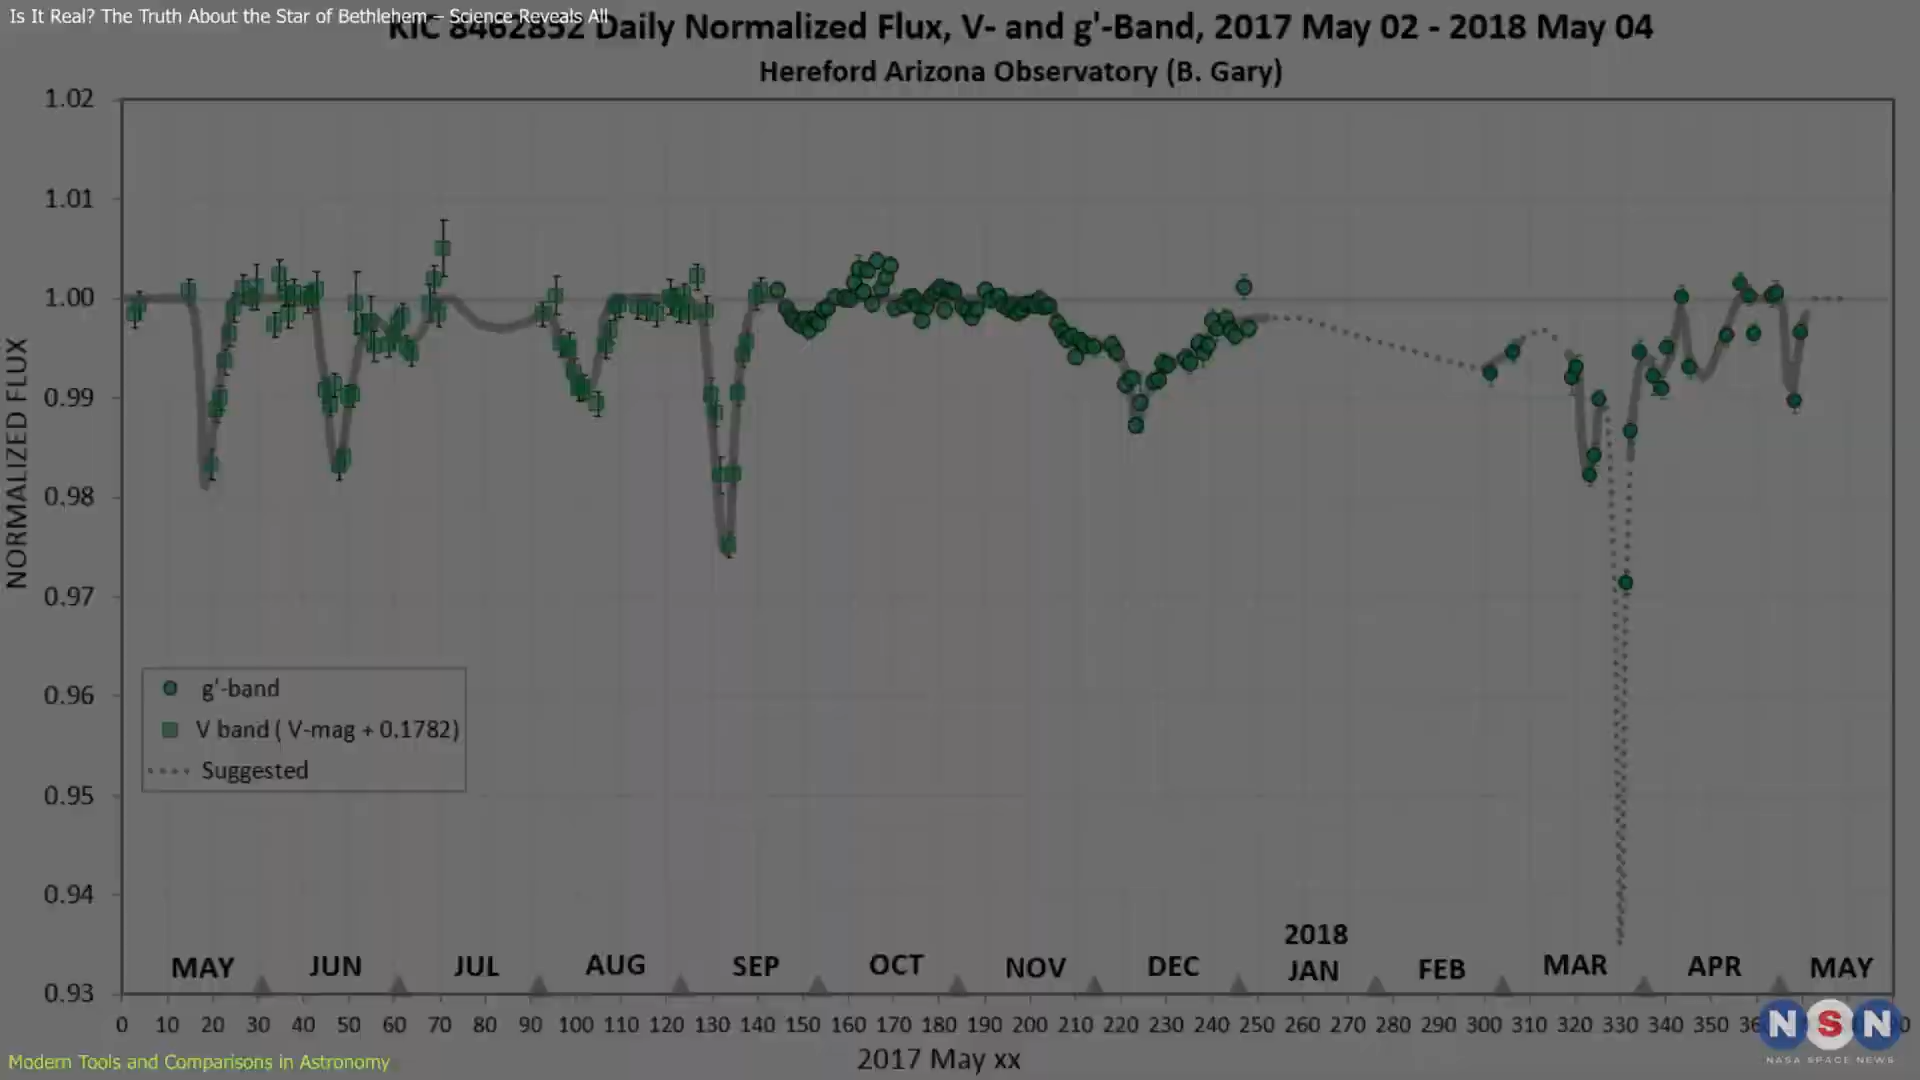 Is It Real? The Truth About the Star of Bethlehem – Science Reveals All
KIC 8462852 Daily Normalized Flux, V- and g'-Band, 2017 May 02 - 2018 May 04
Hereford Arizona Observatory (B. Gary)
1.02
1.01
1.00
0.99
0.98
0.97
0.96
0.95
0.94
0.93
NORMALIZED FLUX
g'-band
V band ( V-mag + 0.1782)
Suggested
2018
MAY JUN JUL AUG SEP OCT NOV DEC JAN FEB MAR APR MAY
0 10 20 30 40 50 60 70 80 90 100 110 120 130 140 150 160 170 180 190 200 210 220 230 240 250 260 270 280 290 300 310 320 330 340 350
2017 May xx
NSN
NASA SPACE NEWS
Modern Tools and Comparisons in Astronomy